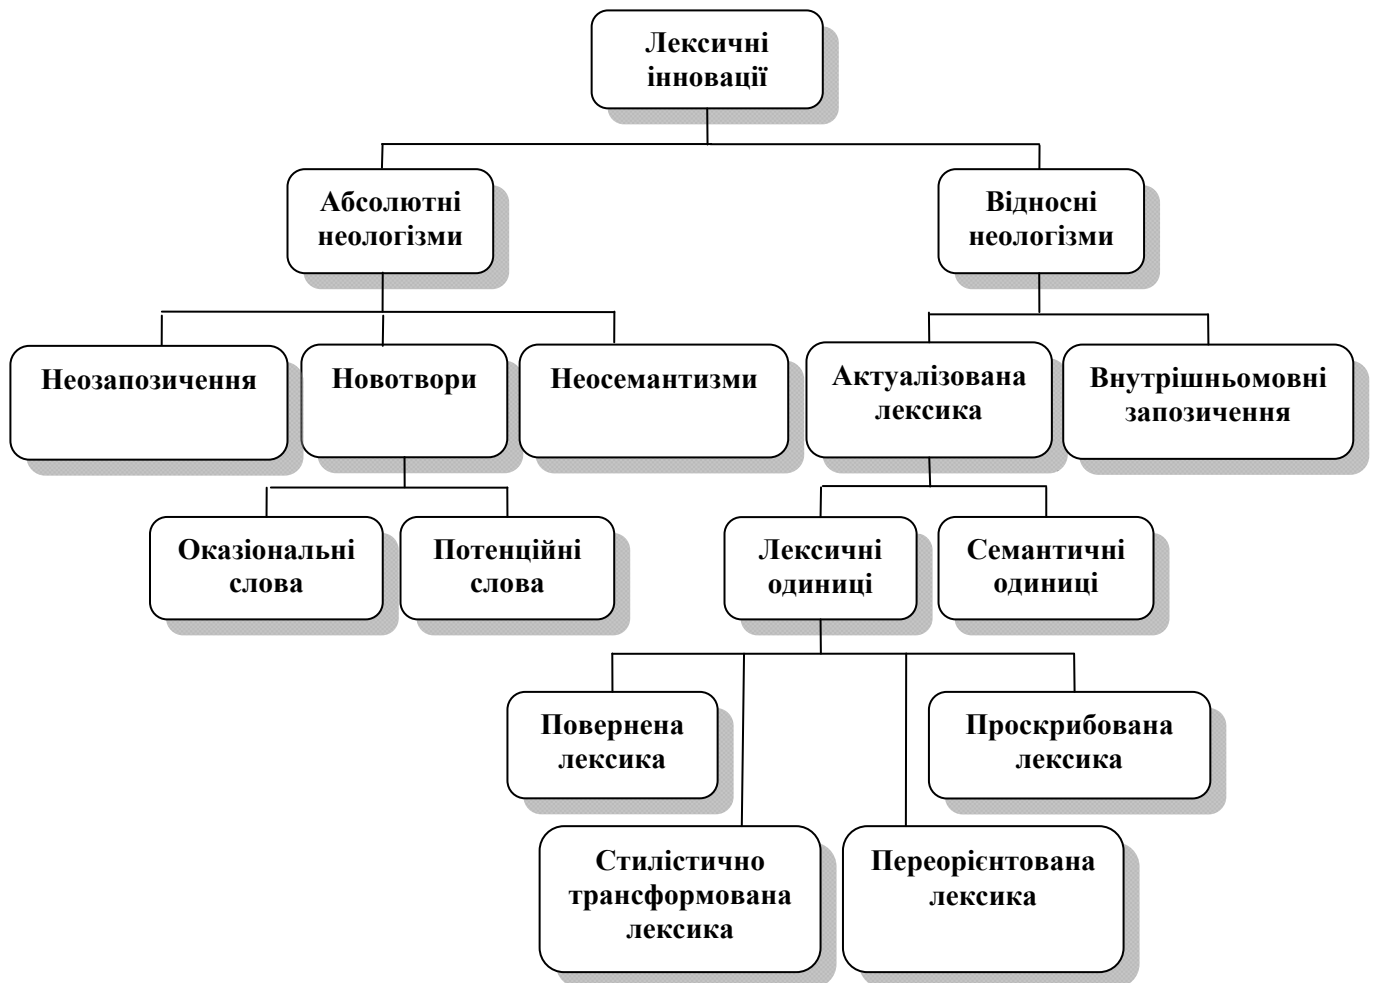 Лексичні
інновації
Абсолютні
неологізми
Відносні
неологізми
Неозапозичення
Новотвори
Неосемантизми
Актуалізована
лексика
Внутрішньомовні
запозичення
Оказіональні
слова
Потенційні
слова
Лексичні
одиниці
Семантичні
одиниці
Повернена
лексика
Проскрибована
лексика
Стилістично
трансформована
лексика
Переорієнтована
лексика